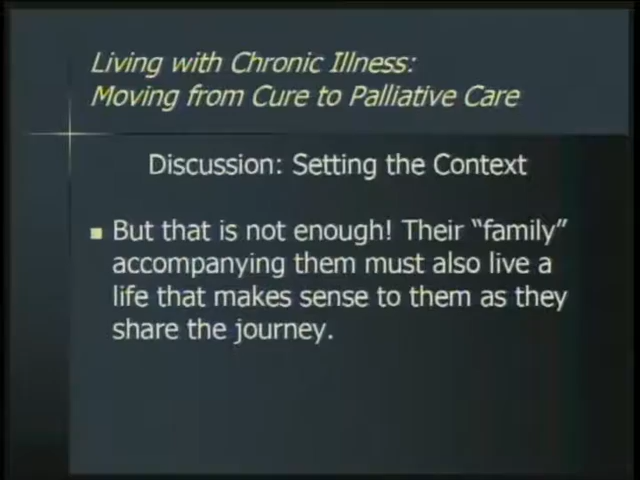 Living with Chronic Illness:
Moving from Cure to Palliative Care
Discussion: Setting the Context
■ But that is not enough! Their “family”
accompanying them must also live a
life that makes sense to them as they
share the journey.